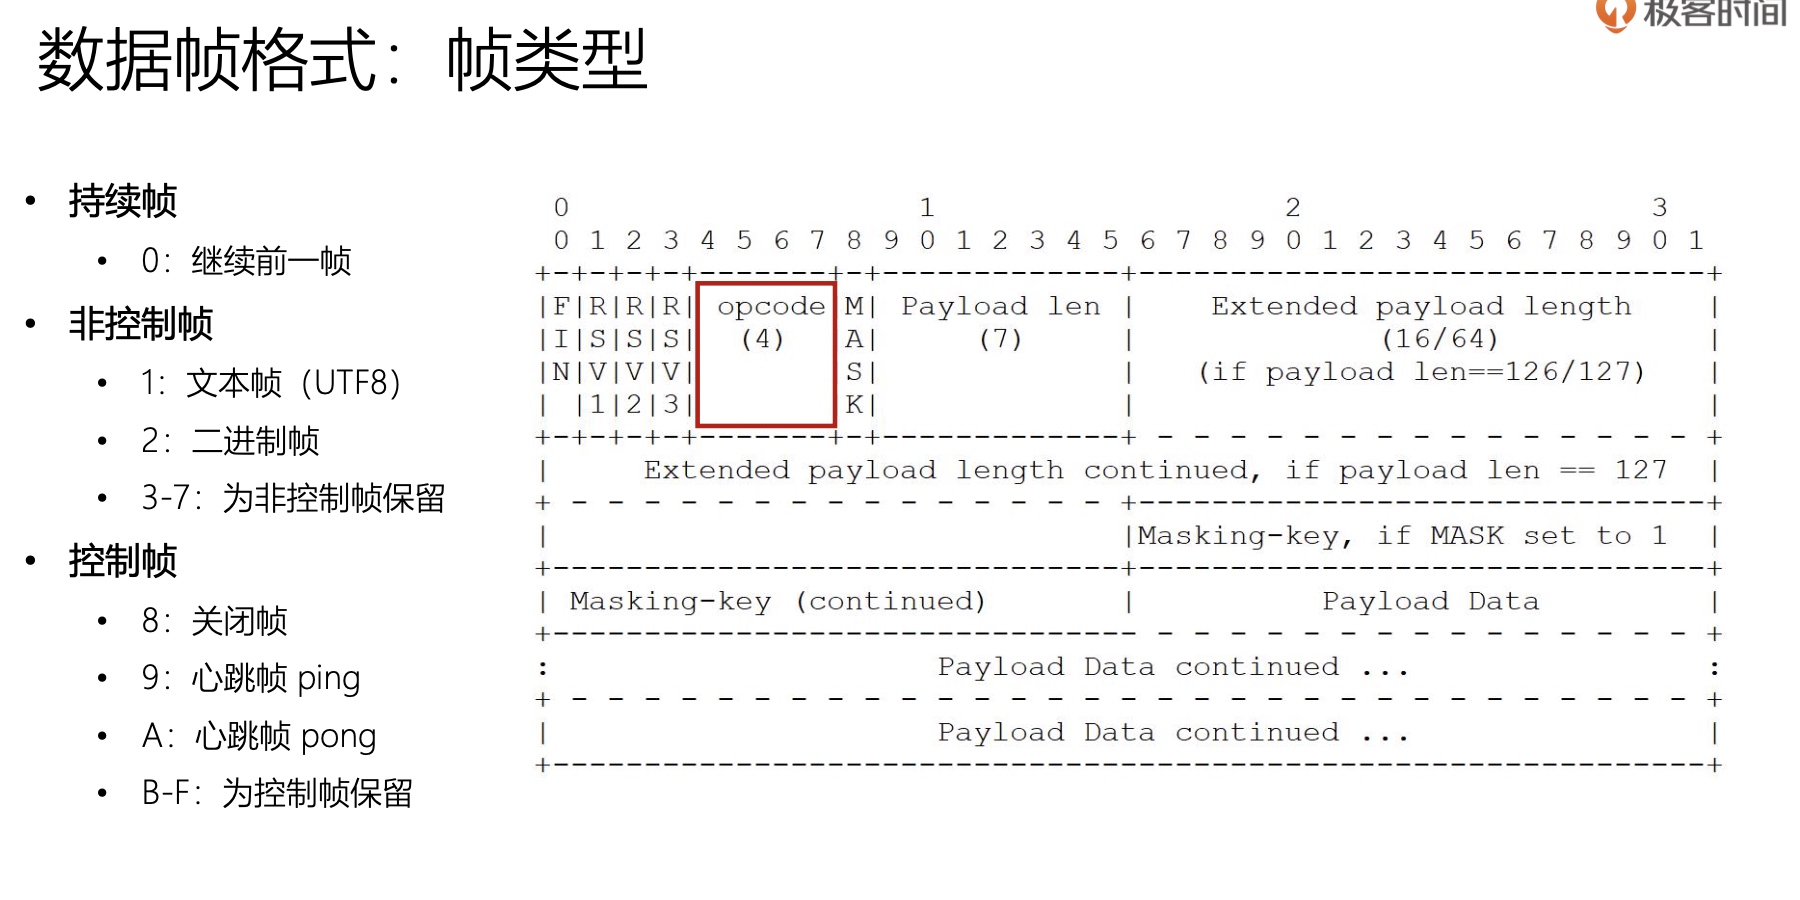 极客时间
数据帧格式：帧类型
• 持续帧
• 0：继续前一帧
• 非控制帧
• 1：文本帧（UTF8）
• 2：二进制帧
• 3-7：为非控制帧保留
• 控制帧
• 8：关闭帧
• 9：心跳帧 ping
• A：心跳帧 pong
• B-F：为控制帧保留
 0                   1                   2                   3
 0 1 2 3 4 5 6 7 8 9 0 1 2 3 4 5 6 7 8 9 0 1 2 3 4 5 6 7 8 9 0 1
+-+-+-+-+-------+-+-------------+-------------------------------+
|F|R|R|R| opcode|M| Payload len |    Extended payload length    |
|I|S|S|S|  (4)  |A|     (7)     |             (16/64)           |
|N|V|V|V|       |S|             |   (if payload len==126/127)   |
| |1|2|3|       |K|             |                               |
+-+-+-+-+-------+-+-------------+ - - - - - - - - - - - - - - - +
|     Extended payload length continued, if payload len == 127  |
+ - - - - - - - - - - - - - - - +-------------------------------+
|                               |Masking-key, if MASK set to 1  |
+-------------------------------+-------------------------------+
| Masking-key (continued)       |          Payload Data         |
+-------------------------------- - - - - - - - - - - - - - - - +
:                     Payload Data continued ...                :
+ - - - - - - - - - - - - - - - - - - - - - - - - - - - - - - - +
|                     Payload Data continued ...                |
+---------------------------------------------------------------+